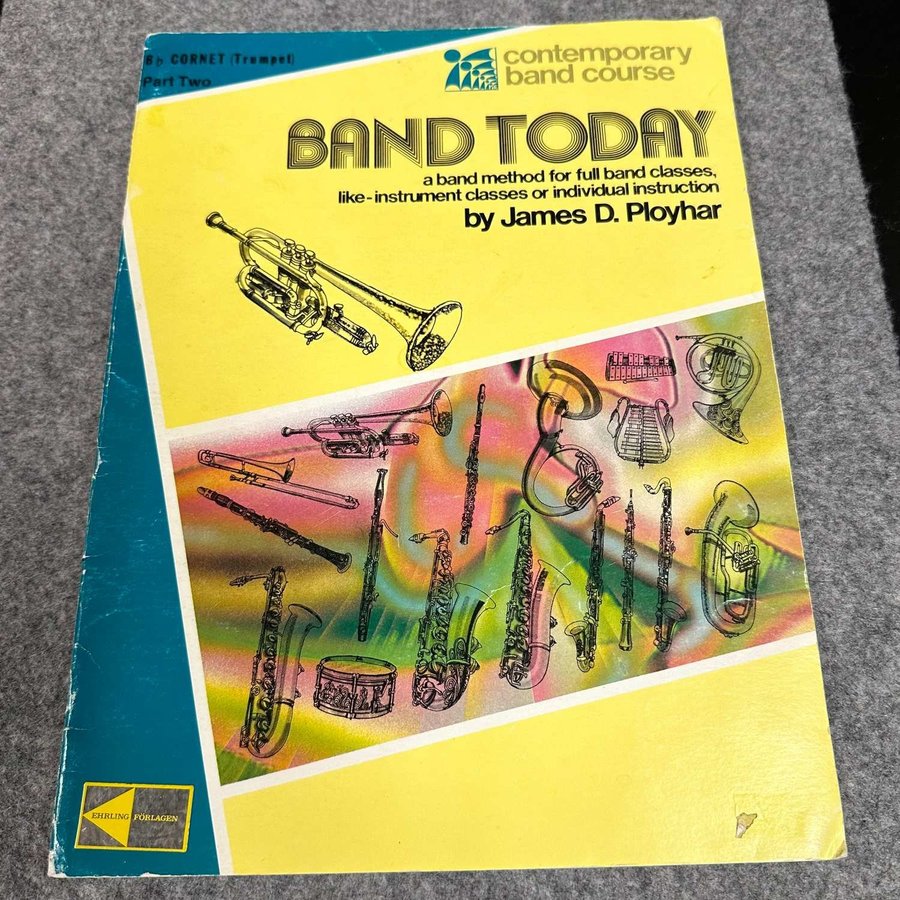 B♭ CORNET (Trumpet)
Part Two
contemporary
band course
BAND TODAY
a band method for full band classes,
like-instrument classes or individual instruction
by James D. Ployhar
EHRLING FÖRLAGEN